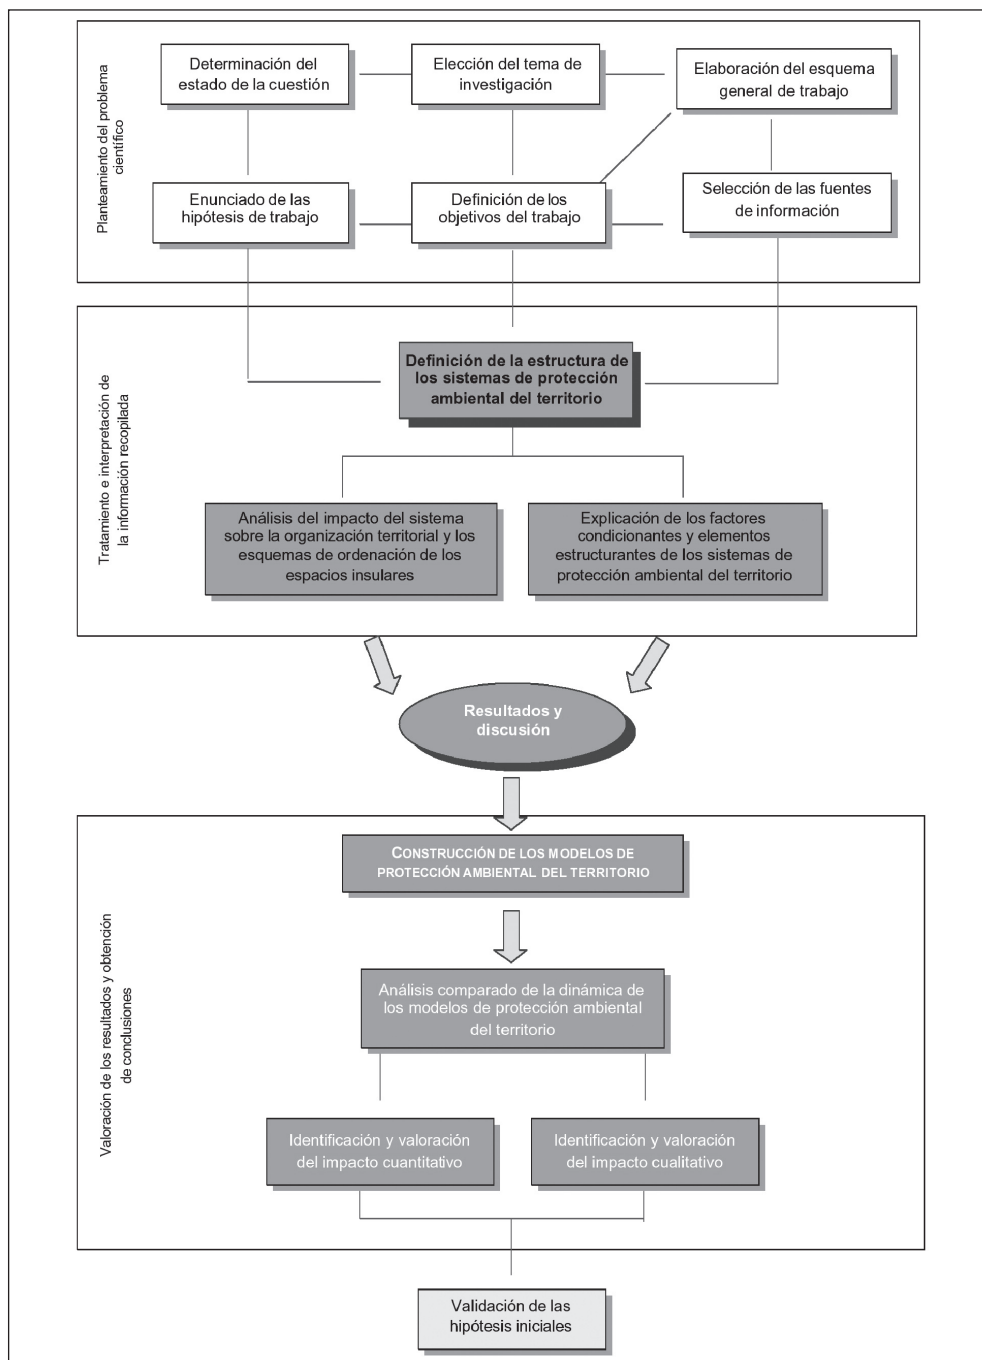 Planteamiento del problema
científico
Determinación del
estado de la cuestión
Elección del tema de
investigación
Elaboración del esquema
general de trabajo
Enunciado de las
hipótesis de trabajo
Definición de los
objetivos del trabajo
Selección de las fuentes
de información
Tratamiento e interpretación de
la información recopilada
Definición de la estructura de
los sistemas de protección
ambiental del territorio
Análisis del impacto del sistema
sobre la organización territorial y los
esquemas de ordenación de los
espacios insulares
Explicación de los factores
condicionantes y elementos
estructurantes de los sistemas de
protección ambiental del territorio
Resultados y
discusión
Valoración de los resultados y obtención
de conclusiones
CONSTRUCCIÓN DE LOS MODELOS DE
PROTECCIÓN AMBIENTAL DEL TERRITORIO
Análisis comparado de la dinámica de
los modelos de protección ambiental
del territorio
Identificación y valoración
del impacto cuantitativo
Identificación y valoración
del impacto cualitativo
Validación de las
hipótesis iniciales